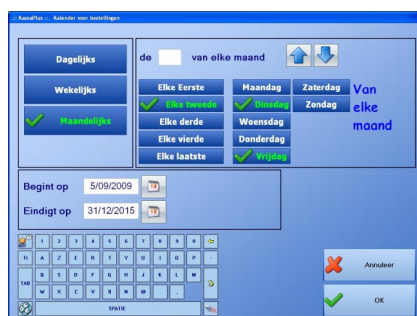 KassaPlus ::. Kalender voor bestellingen
Dagelijks
Wekelijks
Maandelijks
de van elke maand
Elke Eerste Maandag Zaterdag
Elke tweede Dinsdag Zondag
Elke derde Woensdag
Elke vierde Donderdag
Elke laatste Vrijdag
Van
elke
maand
Begint op 5/09/2009
Eindigt op 31/12/2015
1 2 3 4 5 6 7 8 9 0
A Z E R T Y U I O P
TAB Q S D F G H J K L M
W X C V B N @ . -
SPATIE
Annuleer
OK